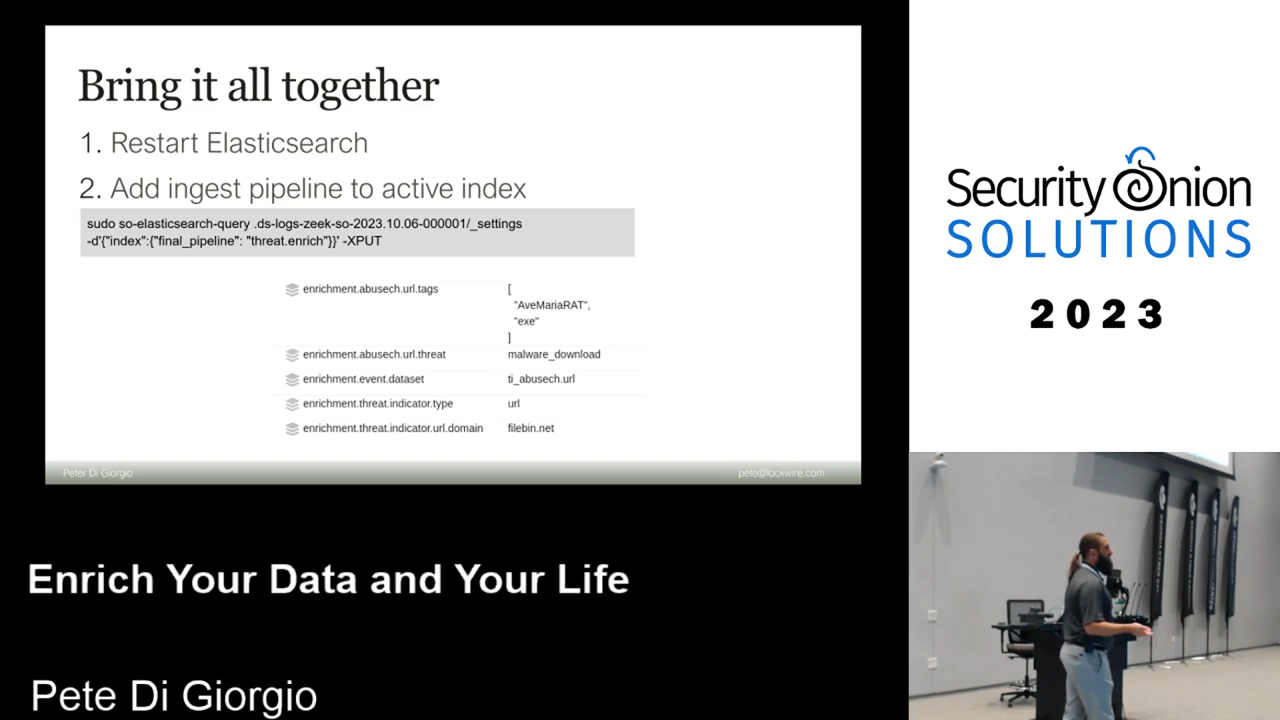 Bring it all together
1. Restart Elasticsearch
2. Add ingest pipeline to active index
sudo so-elasticsearch-query .ds-logs-zeek-so-2023.10.06-000001/_settings
-d'{"index":{"final_pipeline": "threat.enrich"}}' -XPUT
enrichment.abusech.url.tags [
"AveMariaRAT",
"exe"
]
enrichment.abusech.url.threat malware_download
enrichment.event.dataset ti_abusech.url
enrichment.threat.indicator.type url
enrichment.threat.indicator.url.domain filebin.net
Peter Di Giorgio pete@lockwire.com
Security Onion
SOLUTIONS
2023
Enrich Your Data and Your Life
Pete Di Giorgio